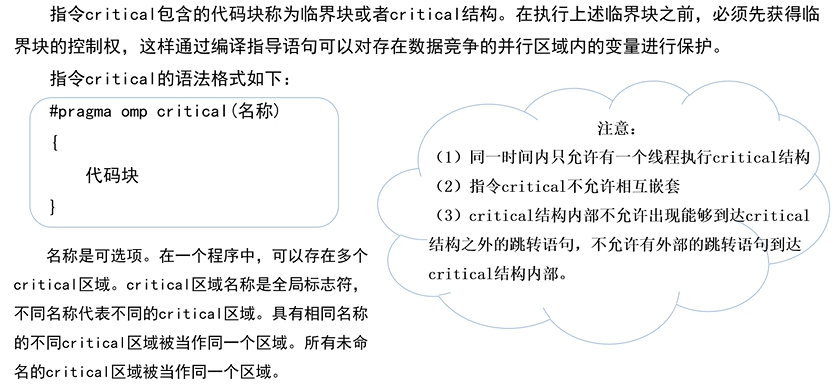 指令critical包含的代码块称为临界块或者critical结构。在执行上述临界块之前，必须先获得临
界块的控制权，这样通过编译指导语句可以对存在数据竞争的并行区域内的变量进行保护。
指令critical的语法格式如下：
#pragma omp critical(名称)
{
代码块
}
名称是可选项。在一个程序中，可以存在多个
critical区域。critical区域名称是全局标志符，
不同名称代表不同的critical区域。具有相同名称
的不同critical区域被当作同一个区域。所有未命
名的critical区域被当作同一个区域。
注意：
（1）同一时间内只允许有一个线程执行critical结构
（2）指令critical不允许相互嵌套
（3）critical结构内部不允许出现能够到达critical
结构之外的跳转语句，不允许有外部的跳转语句到达
critical结构内部。